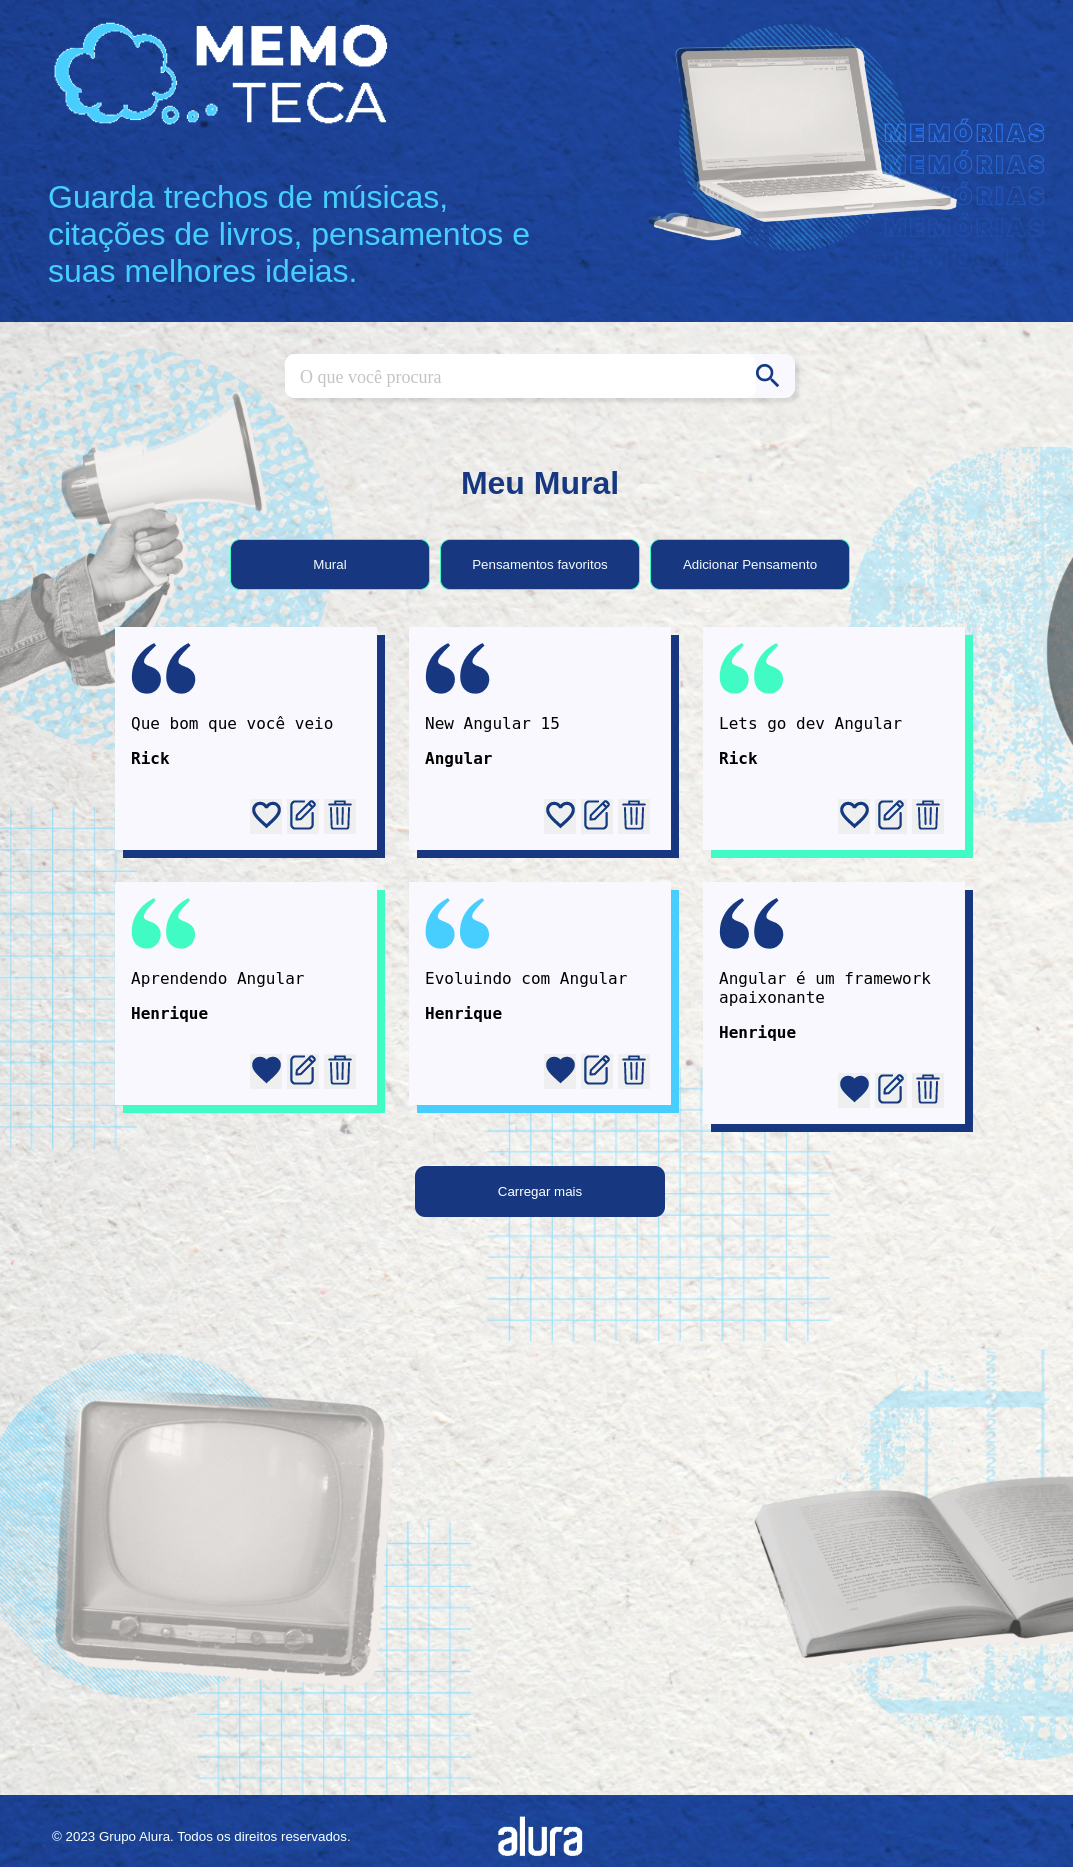 MEMO
TECA
MEMÓRIAS
MEMÓRIAS
MEMÓRIAS
Guarda trechos de músicas,
citações de livros, pensamentos e
suas melhores ideias.
O que você procura
Meu Mural
Mural
Pensamentos favoritos
Adicionar Pensamento
Que bom que você veio
Rick
New Angular 15
Angular
Lets go dev Angular
Rick
Aprendendo Angular
Henrique
Evoluindo com Angular
Henrique
Angular é um framework
apaixonante
Henrique
Carregar mais
© 2023 Grupo Alura. Todos os direitos reservados.
alura